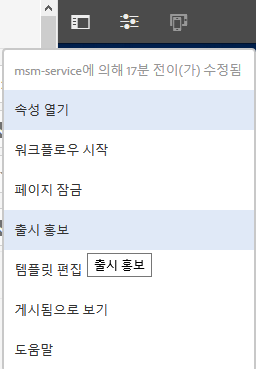 msm-service에 의해 17분 전이(가) 수정됨
속성 열기
워크플로우 시작
페이지 잠금
출시 홍보
템플릿 편집
출시 홍보
게시됨으로 보기
도움말